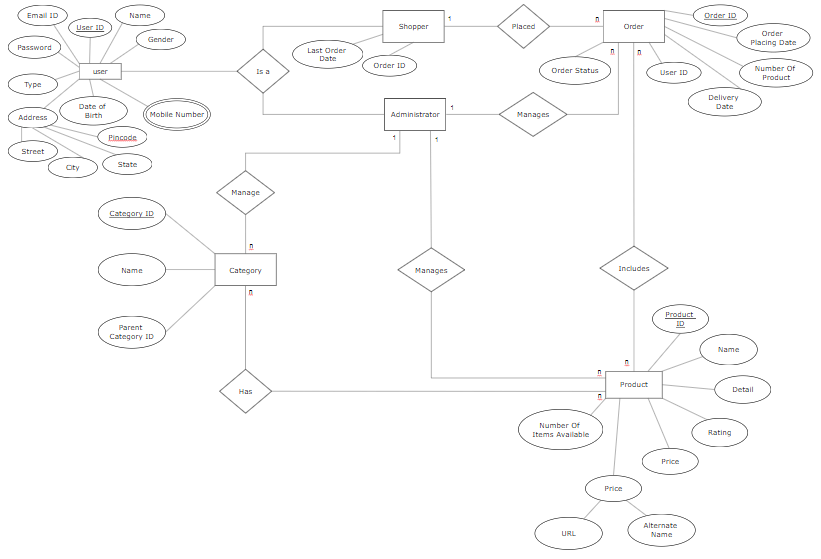 Email ID
User ID
Name
Gender
Password
user
Type
Date of
Birth
Mobile Number
Address
Pincode
Street
City
State
Is a
Shopper
1
Last Order
Date
Order ID
Placed
n
Order
Order ID
Order
Placing Date
Number Of
Product
Delivery
Date
User ID
Order Status
n
n
Administrator
1
Manages
1
1
Manage
Category ID
n
Name
Category
n
Parent
Category ID
Manages
Includes
Product
ID
Name
n
n
Product
n
Detail
Has
Number Of
Items Available
Rating
Price
Price
URL
Alternate
Name